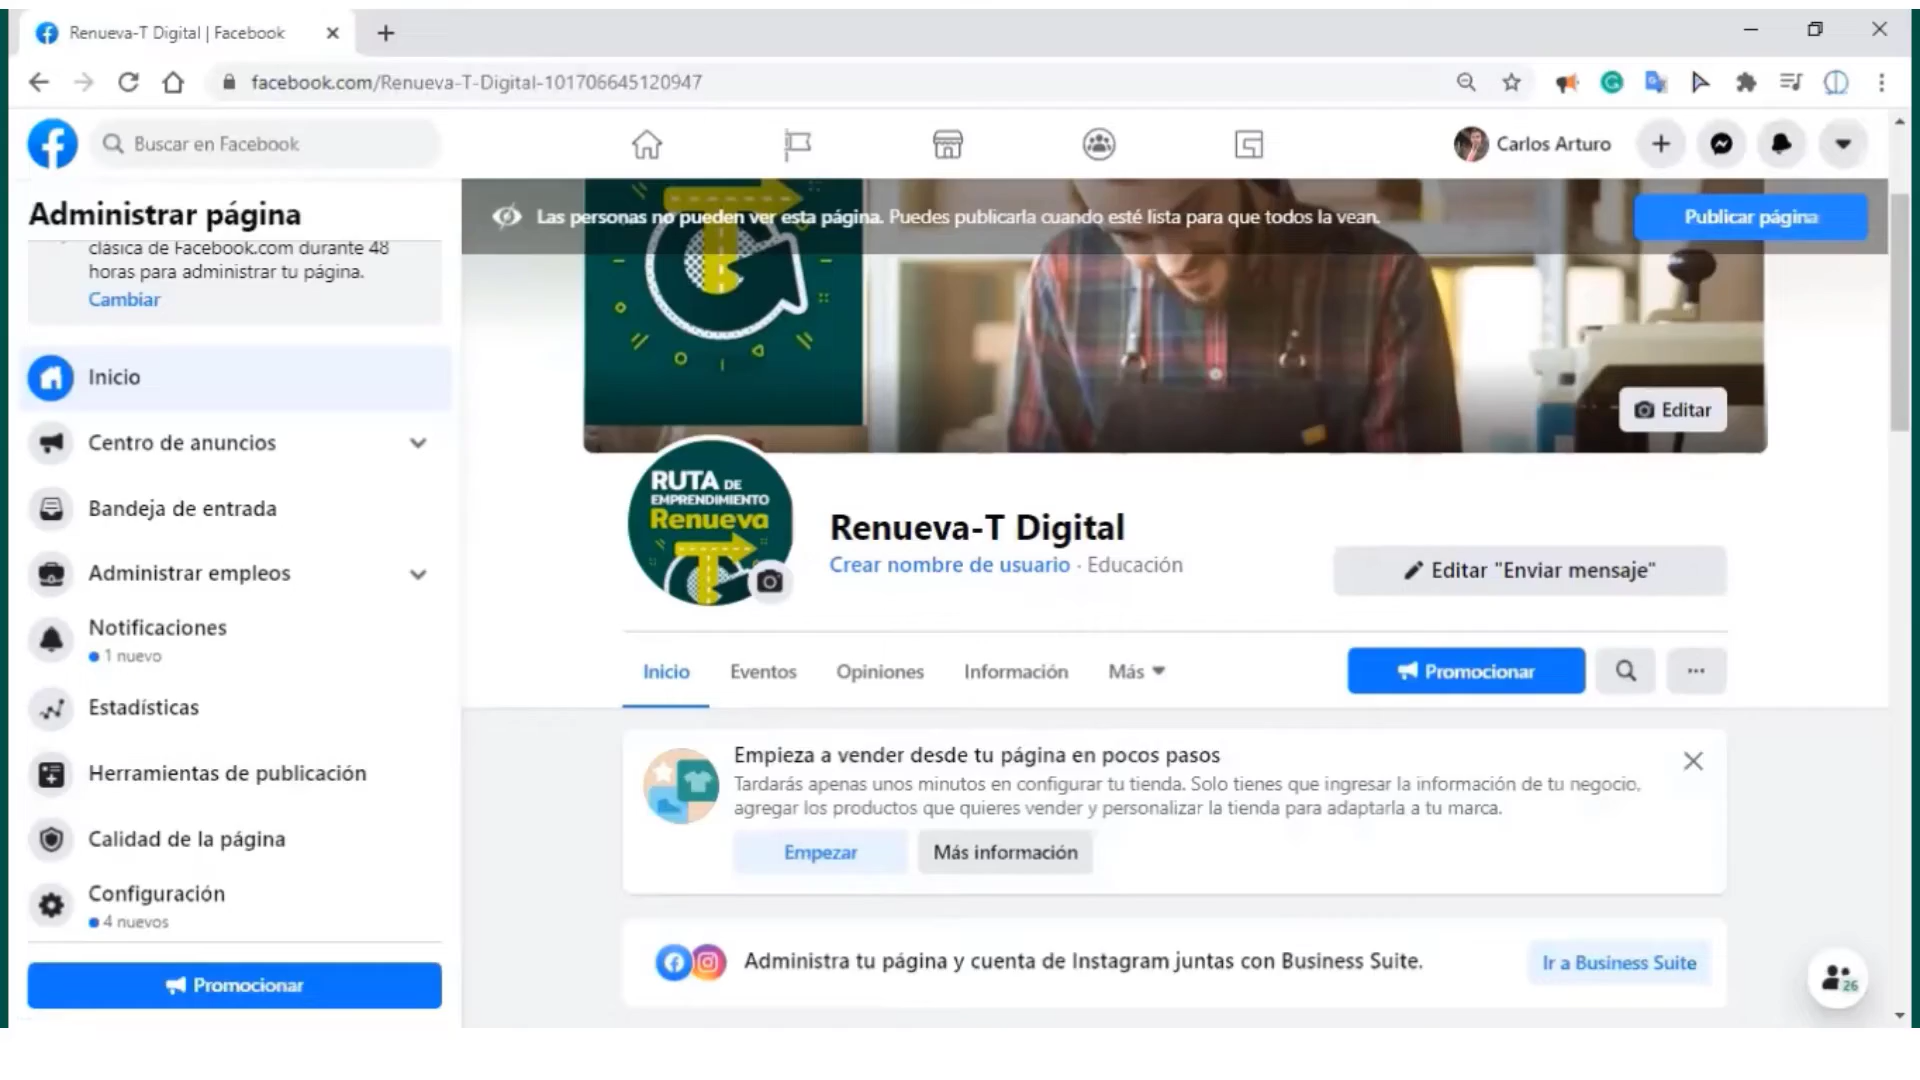 Renueva-T Digital | Facebook
facebook.com/Renueva-T-Digital-101706645120947
Buscar en Facebook
Carlos Arturo
Administrar página
clásica de Facebook.com durante 48
horas para administrar tu página.
Cambiar
Inicio
Centro de anuncios
Bandeja de entrada
Administrar empleos
Notificaciones
1 nuevo
Estadísticas
Herramientas de publicación
Calidad de la página
Configuración
4 nuevos
Promocionar
Las personas no pueden ver esta página. Puedes publicarla cuando esté lista para que todos la vean.
Publicar página
Editar
RUTA DE
EMPRENDIMIENTO
Renueva
Renueva-T Digital
Crear nombre de usuario · Educación
Editar "Enviar mensaje"
Inicio
Eventos
Opiniones
Información
Más
Promocionar
Empieza a vender desde tu página en pocos pasos
Tardarás apenas unos minutos en configurar tu tienda. Solo tienes que ingresar la información de tu negocio,
agregar los productos que quieres vender y personalizar la tienda para adaptarla a tu marca.
Empezar
Más información
Administra tu página y cuenta de Instagram juntas con Business Suite.
Ir a Business Suite
26